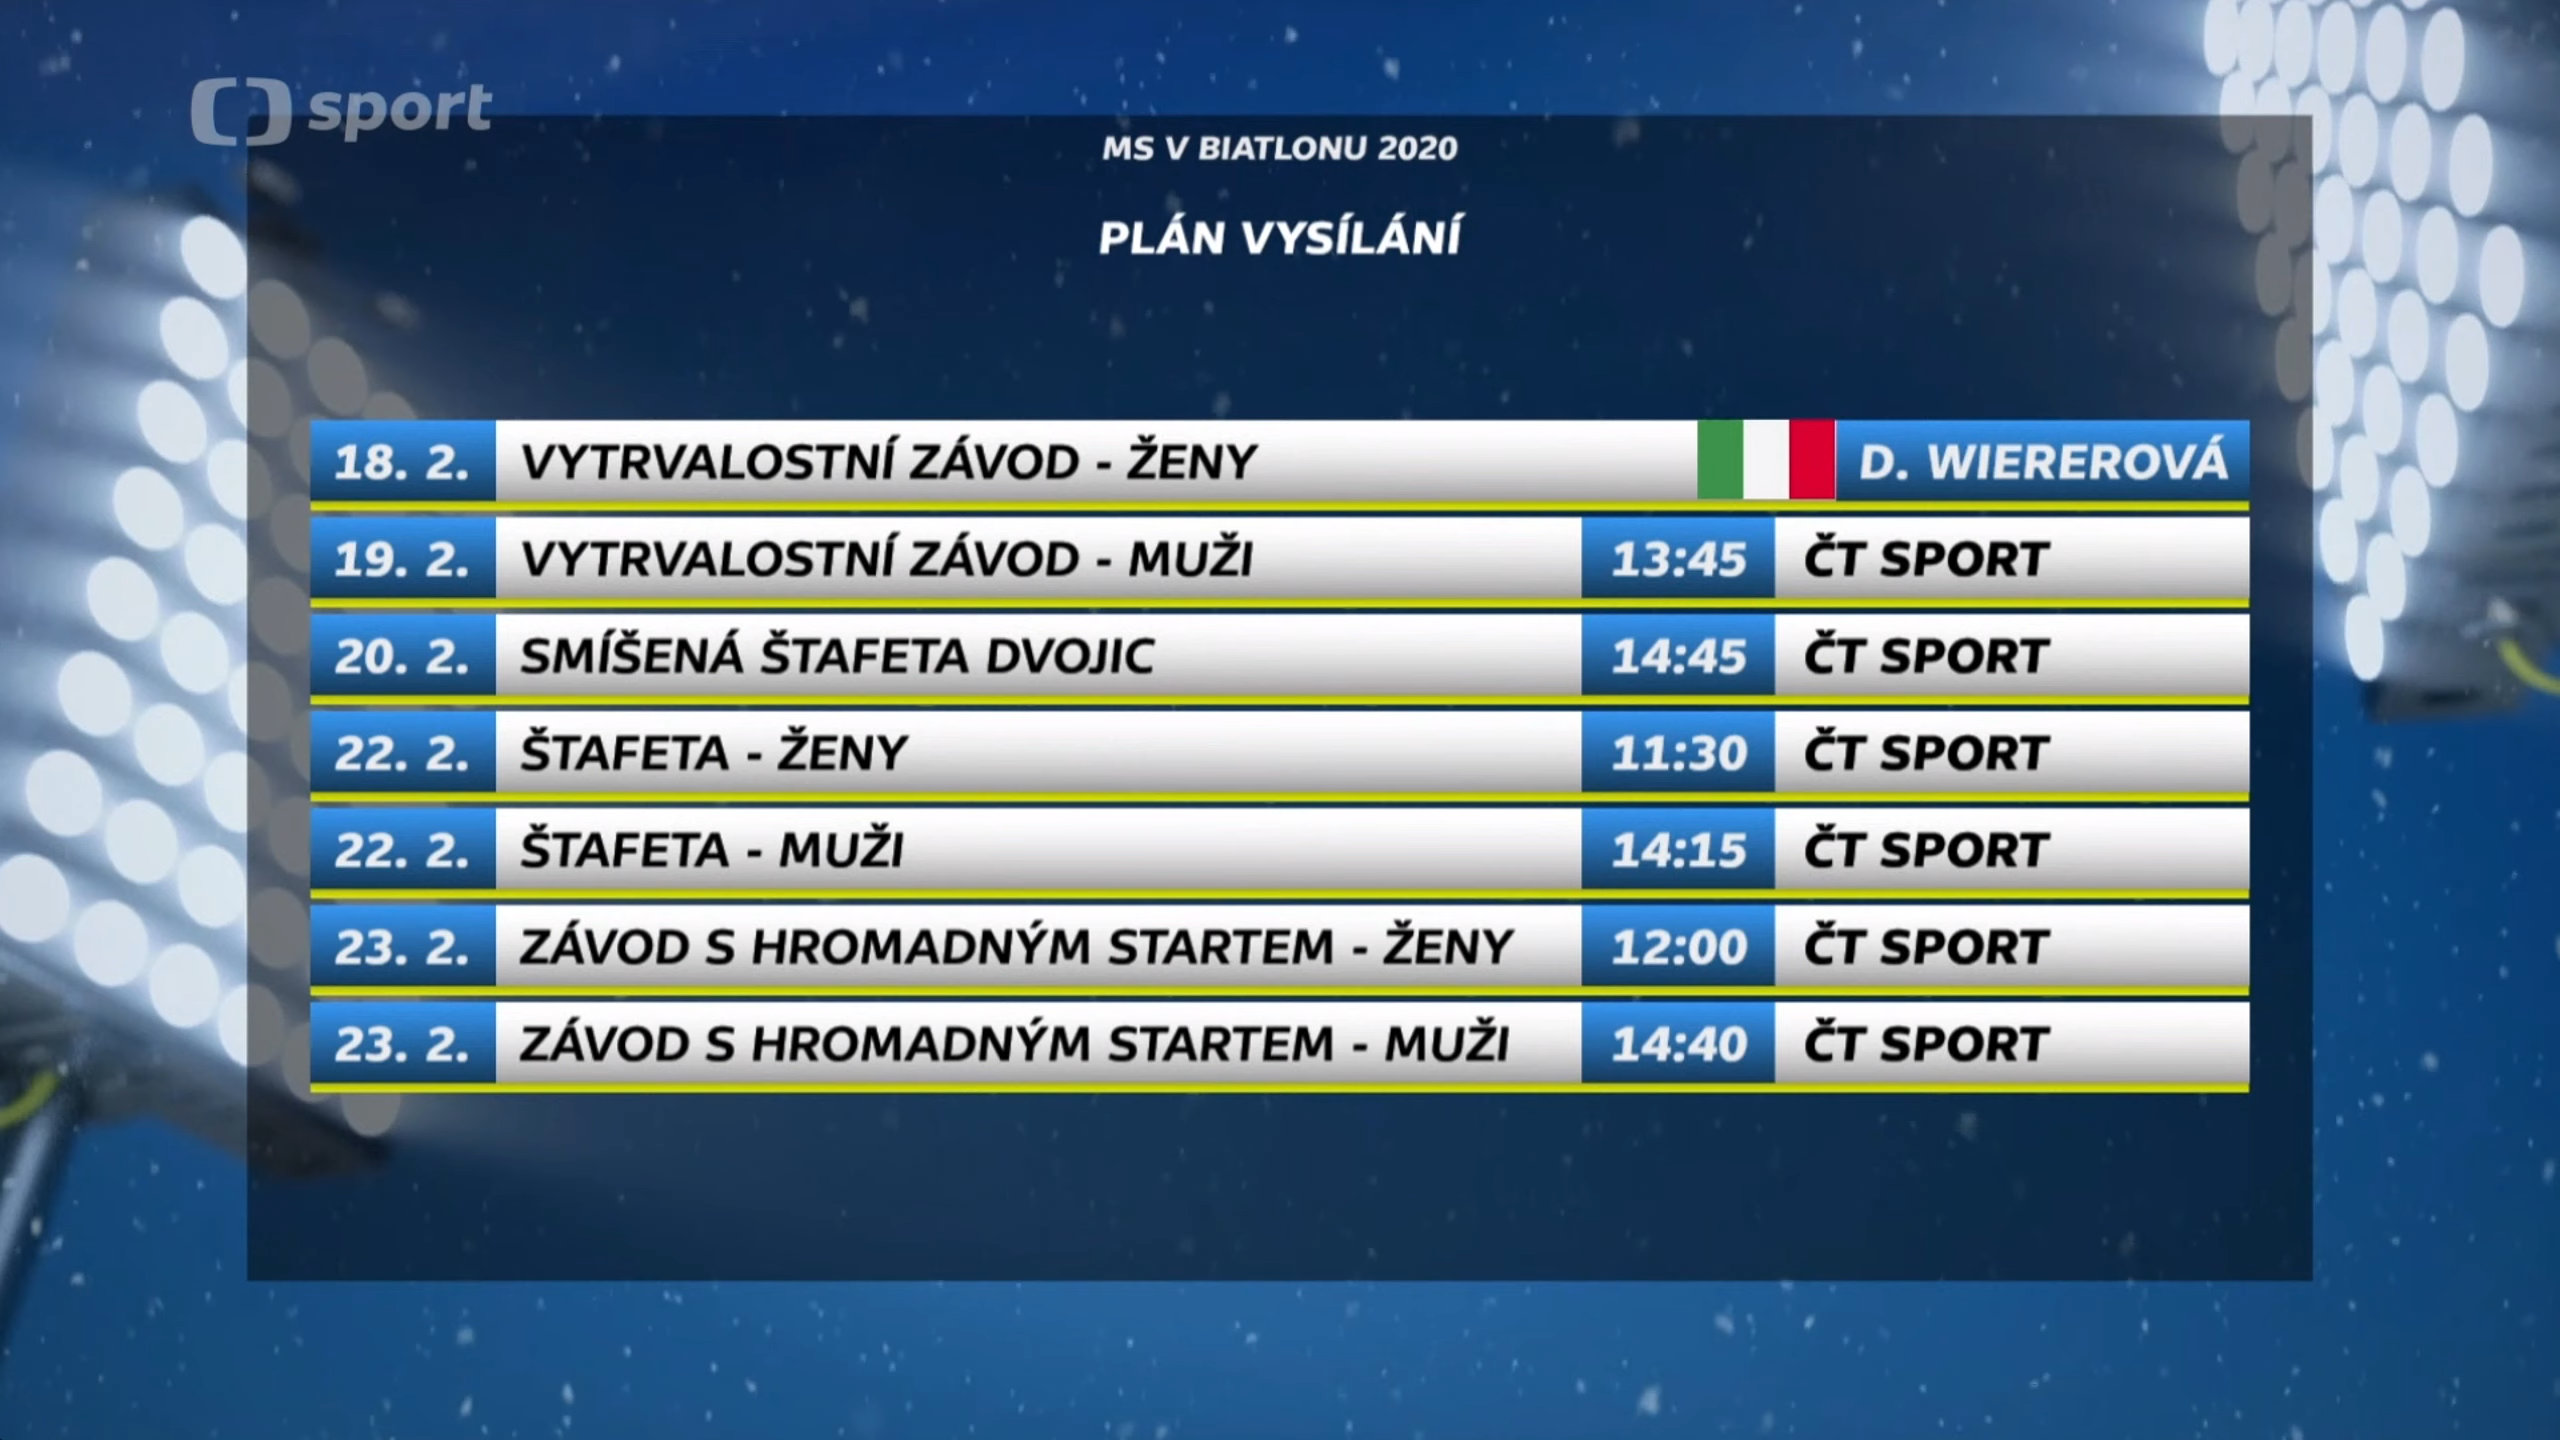 sport
MS V BIATLONU 2020
PLÁN VYSÍLÁNÍ
18. 2. VYTRVALOSTNÍ ZÁVOD - ŽENY D. WIEREROVÁ
19. 2. VYTRVALOSTNÍ ZÁVOD - MUŽI 13:45 ČT SPORT
20. 2. SMÍŠENÁ ŠTAFETA DVOJIC 14:45 ČT SPORT
22. 2. ŠTAFETA - ŽENY 11:30 ČT SPORT
22. 2. ŠTAFETA - MUŽI 14:15 ČT SPORT
23. 2. ZÁVOD S HROMADNÝM STARTEM - ŽENY 12:00 ČT SPORT
23. 2. ZÁVOD S HROMADNÝM STARTEM - MUŽI 14:40 ČT SPORT